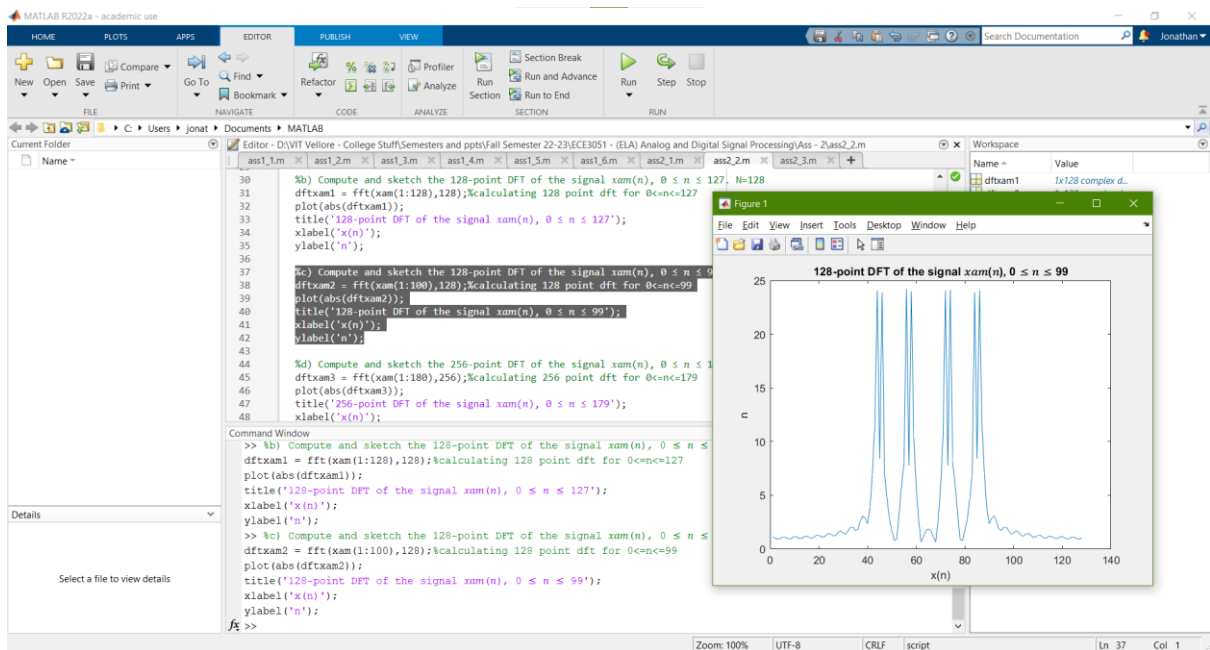 MATLAB R2022a - academic use
HOME PLOTS APPS EDITOR PUBLISH VIEW Search Documentation Jonathan
New Open Save Compare Print Go To Find Bookmark Refactor Profiler Analyze Run Section Section Break Run and Advance Run to End Run Step Stop
FILE NAVIGATE CODE ANALYZE SECTION RUN
C: Users jonat Documents MATLAB
Current Folder
Name
Editor - D:\VIT Vellore - College Stuff\Semesters and ppts\Fall Semester 22-23\ECE3051 - (ELA) Analog and Digital Signal Processing\Ass - 2\ass2_2.m
ass1_1.m ass1_2.m ass1_3.m ass1_4.m ass1_5.m ass1_6.m ass2_1.m ass2_2.m ass2_3.m
30 %b) Compute and sketch the 128-point DFT of the signal 𝑥𝑎𝑚(𝑛), 0 ≤ 𝑛 ≤ 127. N=128
31 dftxam1 = fft(xam(1:128),128);%calculating 128 point dft for 0<=n<=127
32 plot(abs(dftxam1));
33 title('128-point DFT of the signal 𝑥𝑎𝑚(𝑛), 0 ≤ 𝑛 ≤ 127');
34 xlabel('x(n)');
35 ylabel('n');
36
37 %c) Compute and sketch the 128-point DFT of the signal 𝑥𝑎𝑚(𝑛), 0 ≤ 𝑛 ≤ 9
38 dftxam2 = fft(xam(1:100),128);%calculating 128 point dft for 0<=n<=99
39 plot(abs(dftxam2));
40 title('128-point DFT of the signal 𝑥𝑎𝑚(𝑛), 0 ≤ 𝑛 ≤ 99');
41 xlabel('x(n)');
42 ylabel('n');
43
44 %d) Compute and sketch the 256-point DFT of the signal 𝑥𝑎𝑚(𝑛), 0 ≤ 𝑛 ≤ 1
45 dftxam3 = fft(xam(1:180),256);%calculating 256 point dft for 0<=n<=179
46 plot(abs(dftxam3));
47 title('256-point DFT of the signal 𝑥𝑎𝑚(𝑛), 0 ≤ 𝑛 ≤ 179');
48 xlabel('x(n)');
Command Window
>> %b) Compute and sketch the 128-point DFT of the signal 𝑥𝑎𝑚(𝑛), 0 ≤ 𝑛 ≤
dftxam1 = fft(xam(1:128),128);%calculating 128 point dft for 0<=n<=127
plot(abs(dftxam1));
title('128-point DFT of the signal 𝑥𝑎𝑚(𝑛), 0 ≤ 𝑛 ≤ 127');
xlabel('x(n)');
ylabel('n');
>> %c) Compute and sketch the 128-point DFT of the signal 𝑥𝑎𝑚(𝑛), 0 ≤ 𝑛 ≤
dftxam2 = fft(xam(1:100),128);%calculating 128 point dft for 0<=n<=99
plot(abs(dftxam2));
title('128-point DFT of the signal 𝑥𝑎𝑚(𝑛), 0 ≤ 𝑛 ≤ 99');
xlabel('x(n)');
ylabel('n');
fx >>
Details
Select a file to view details
Workspace
Name Value
dftxam1 1x128 complex d...
Figure 1
File Edit View Insert Tools Desktop Window Help
128-point DFT of the signal 𝑥𝑎𝑚(𝑛), 0 ≤ 𝑛 ≤ 99
25
20
15
10
5
0
n
0 20 40 60 80 100 120 140
x(n)
Zoom: 100% UTF-8 CRLF script Ln 37 Col 1